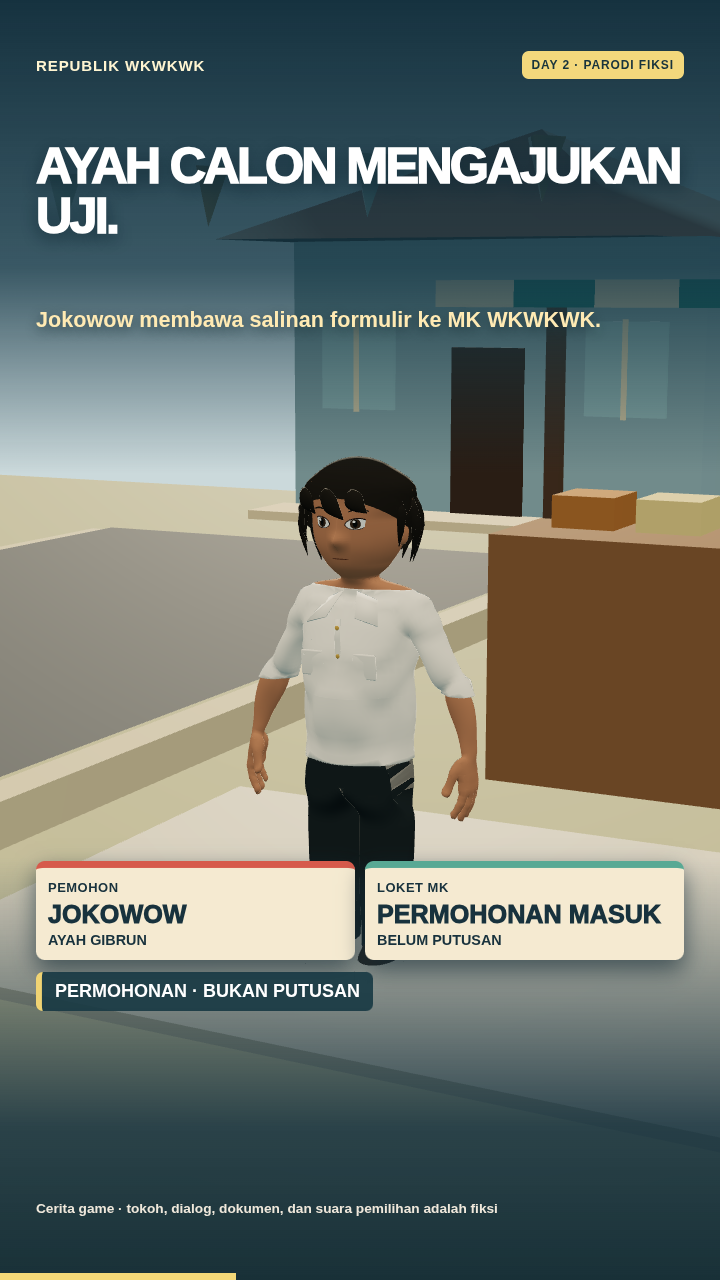 REPUBLIK WKWKWK
DAY 2 · PARODI FIKSI
AYAH CALON MENGAJUKAN
UJI.
Jokowow membawa salinan formulir ke MK WKWKWK.
PEMOHON
JOKOWOW
AYAH GIBRUN
LOKET MK
PERMOHONAN MASUK
BELUM PUTUSAN
PERMOHONAN · BUKAN PUTUSAN
Cerita game · tokoh, dialog, dokumen, dan suara pemilihan adalah fiksi